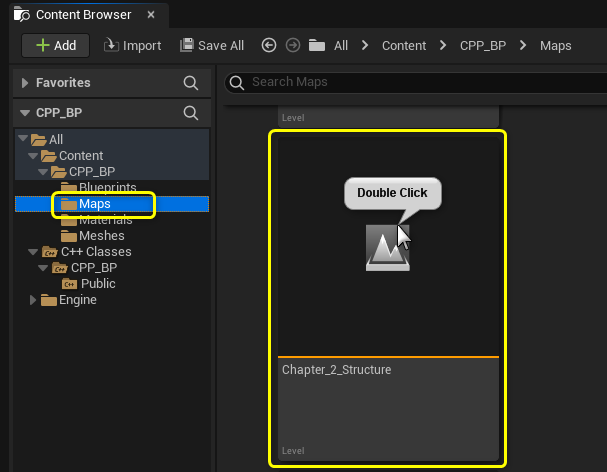 Content Browser
Add
Import
Save All
All
Content
CPP_BP
Maps
Favorites
Search Maps
CPP_BP
Level
All
Content
CPP_BP
Blueprints
Maps
Materials
Meshes
C++ Classes
CPP_BP
Public
Engine
Double Click
Chapter_2_Structure
Level